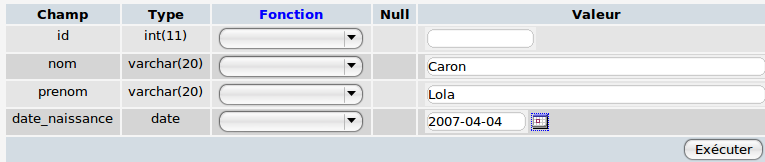 Champ Type Fonction Null Valeur
id int(11)
nom varchar(20) Caron
prenom varchar(20) Lola
date_naissance date 2007-04-04
Exécuter